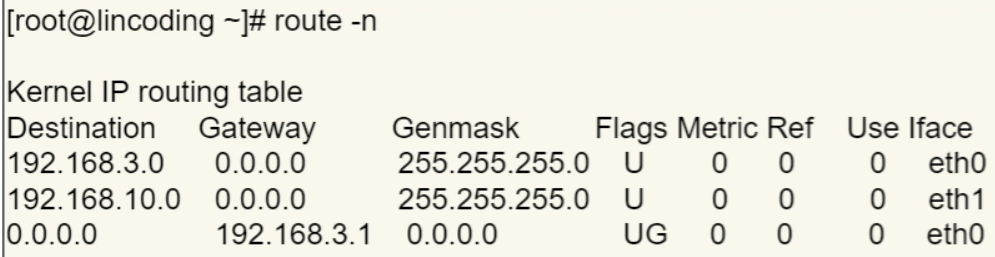 [root@lincoding ~]# route -n
Kernel IP routing table
Destination Gateway Genmask Flags Metric Ref Use Iface
192.168.3.0 0.0.0.0 255.255.255.0 U 0 0 0 eth0
192.168.10.0 0.0.0.0 255.255.255.0 U 0 0 0 eth1
0.0.0.0 192.168.3.1 0.0.0.0 UG 0 0 0 eth0